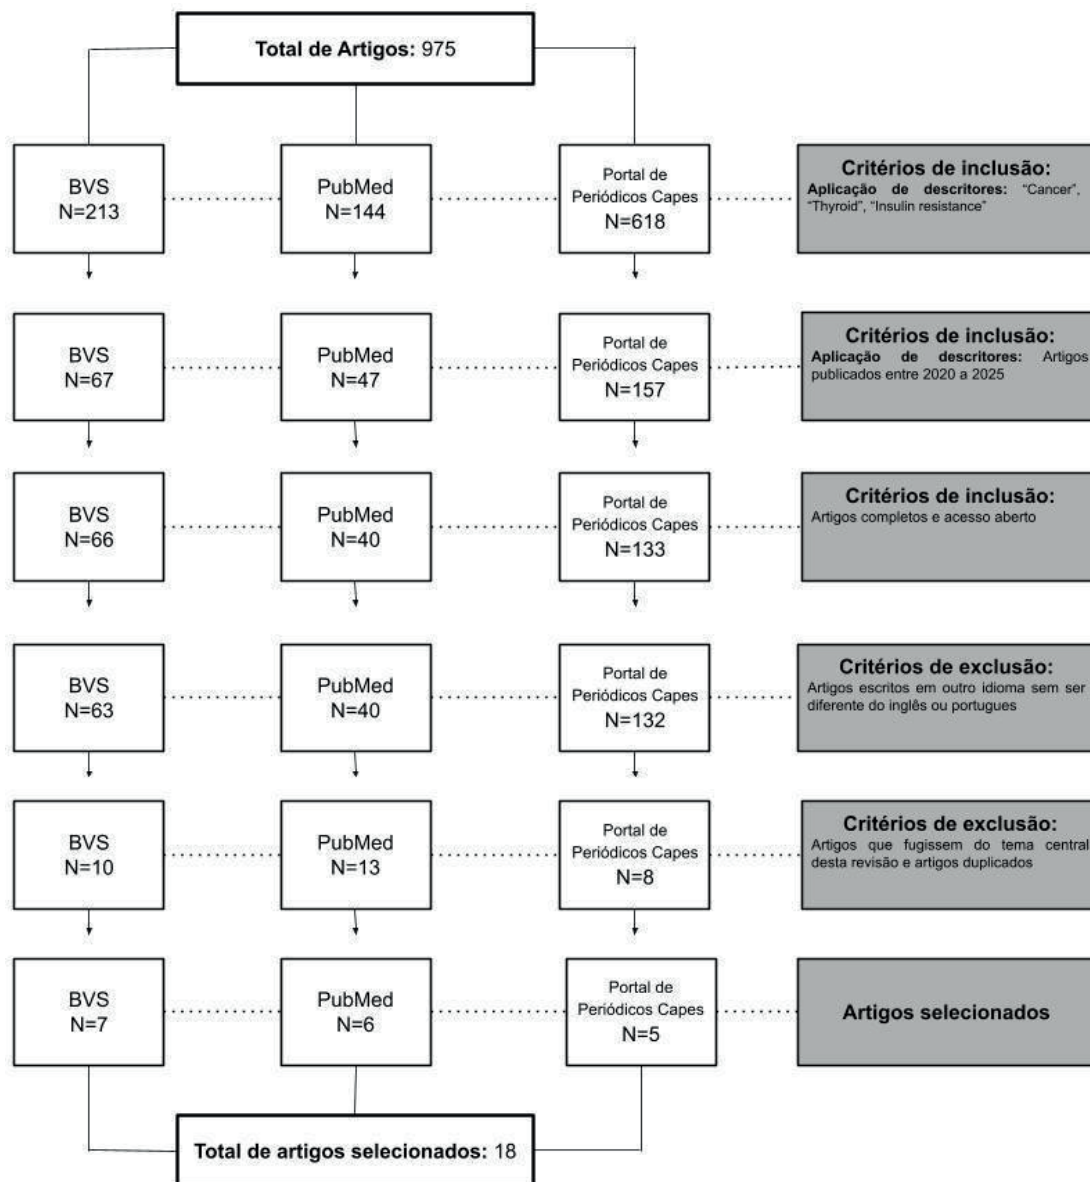 Total de Artigos: 975
BVS
N=213
PubMed
N=144
Portal de
Periódicos Capes
N=618
Critérios de inclusão:
Aplicação de descritores: “Cancer”,
“Thyroid”, “Insulin resistance”
BVS
N=67
PubMed
N=47
Portal de
Periódicos Capes
N=157
Critérios de inclusão:
Aplicação de descritores: Artigos
publicados entre 2020 a 2025
BVS
N=66
PubMed
N=40
Portal de
Periódicos Capes
N=133
Critérios de inclusão:
Artigos completos e acesso aberto
BVS
N=63
PubMed
N=40
Portal de
Periódicos Capes
N=132
Critérios de exclusão:
Artigos escritos em outro idioma sem ser
diferente do inglês ou portugues
BVS
N=10
PubMed
N=13
Portal de
Periódicos Capes
N=8
Critérios de exclusão:
Artigos que fugissem do tema central
desta revisão e artigos duplicados
BVS
N=7
PubMed
N=6
Portal de
Periódicos Capes
N=5
Artigos selecionados
Total de artigos selecionados: 18